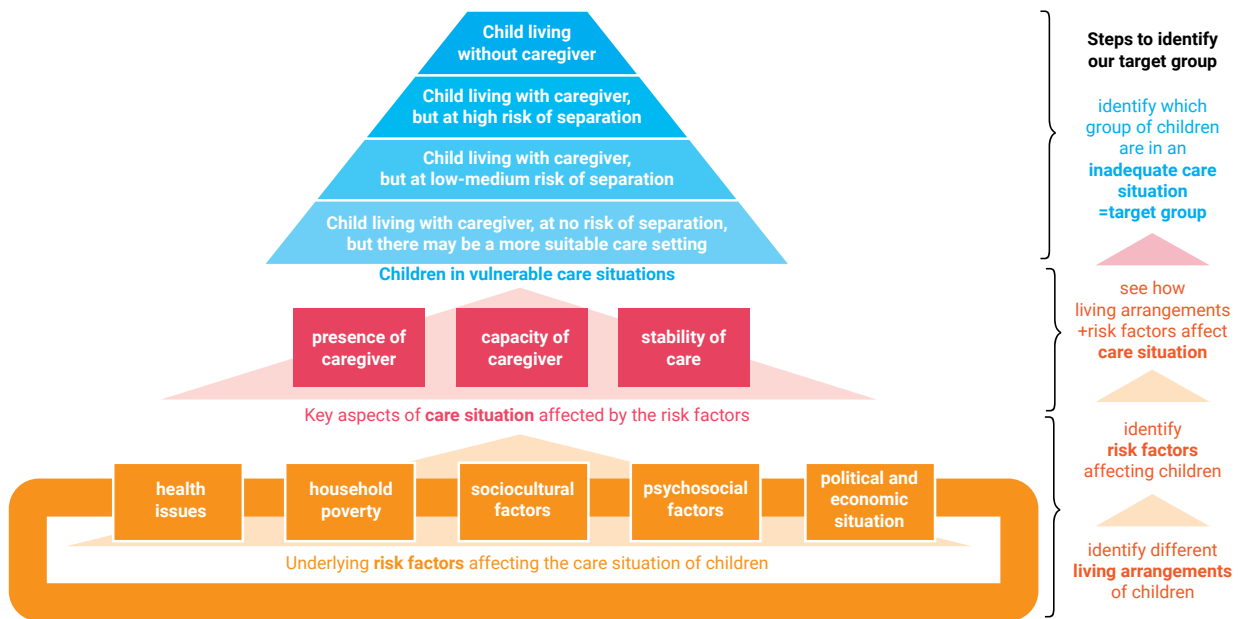 Child living
without caregiver
Child living with caregiver,
but at high risk of separation
Child living with caregiver,
but at low-medium risk of separation
Child living with caregiver, at no risk of separation,
but there may be a more suitable care setting
Children in vulnerable care situations
presence of
caregiver
capacity of
caregiver
stability of
care
Key aspects of care situation affected by the risk factors
health
issues
household
poverty
sociocultural
factors
psychosocial
factors
political and
economic
situation
Underlying risk factors affecting the care situation of children
Steps to identify
our target group
identify which
group of children
are in an
inadequate care
situation
=target group
see how
living arrangements
+risk factors affect
care situation
identify
risk factors
affecting children
identify different
living arrangements
of children